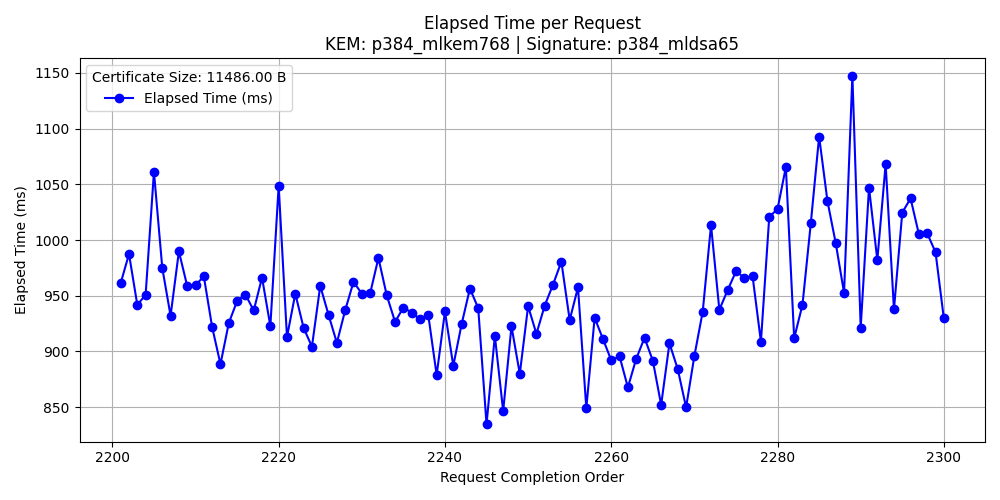 Elapsed Time per Request
KEM: p384_mlkem768 | Signature: p384_mldsa65
Certificate Size: 11486.00 B
Elapsed Time (ms)
Elapsed Time (ms)
1150
1100
1050
1000
950
900
850
2200
2220
2240
2260
2280
2300
Request Completion Order